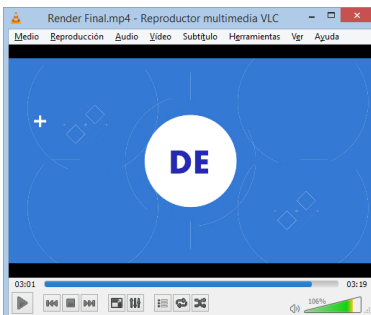 Render Final.mp4 - Reproductor multimedia VLC
Medio Reproducción Audio Vídeo Subtítulo Herramientas Ver Ayuda
DE
03:01 03:19
106%